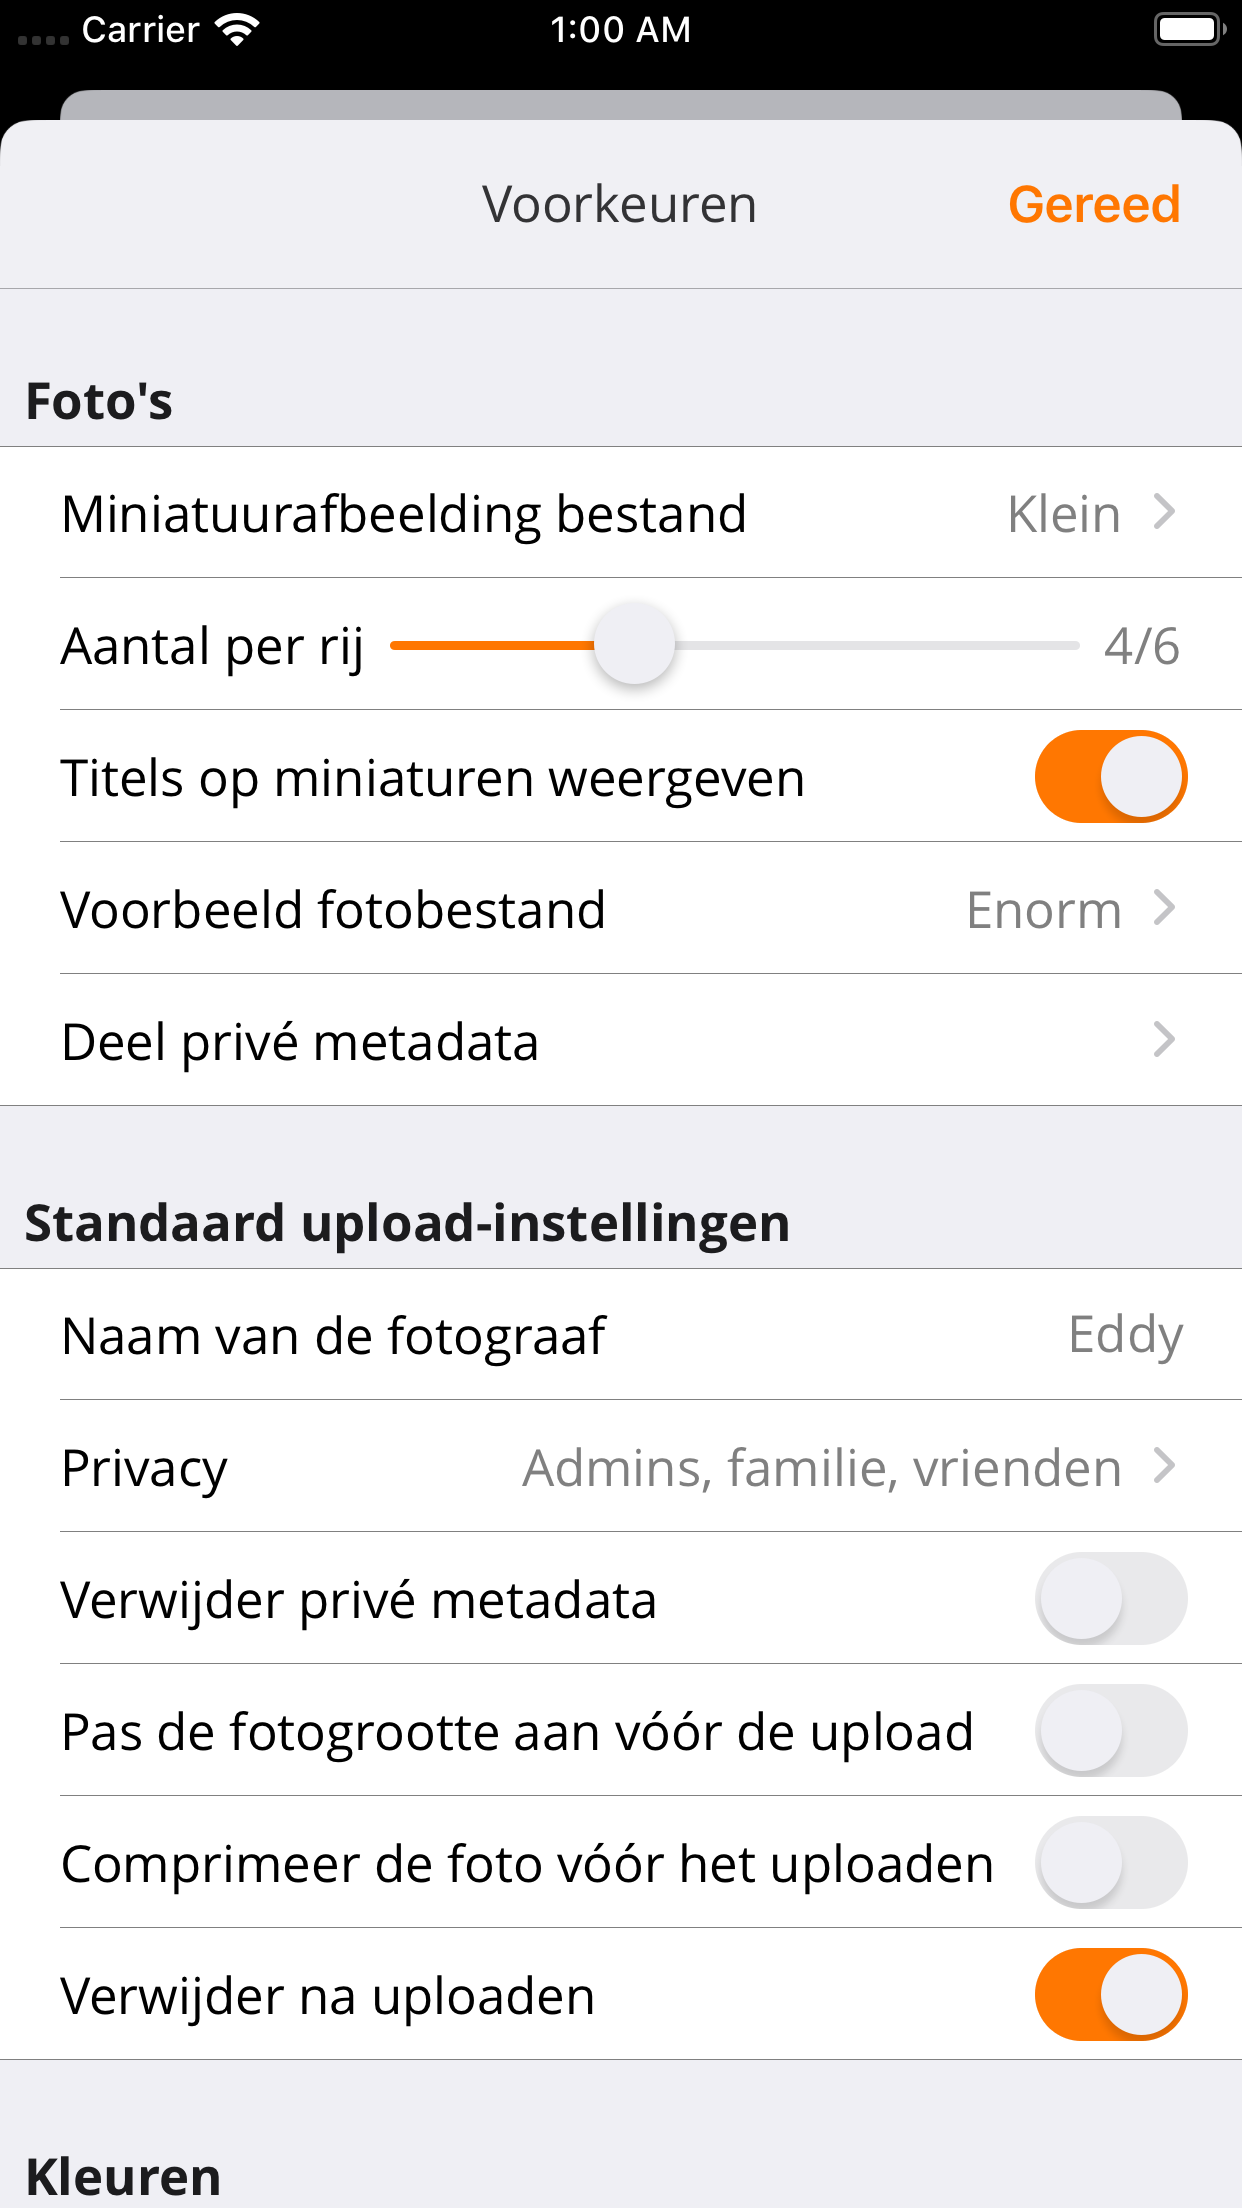 Carrier 1:00 AM
Voorkeuren Gereed
Foto's
Miniatuurafbeelding bestand Klein
Aantal per rij 4/6
Titels op miniaturen weergeven
Voorbeeld fotobestand Enorm
Deel privé metadata
Standaard upload-instellingen
Naam van de fotograaf Eddy
Privacy Admins, familie, vrienden
Verwijder privé metadata
Pas de fotogrootte aan vóór de upload
Comprimeer de foto vóór het uploaden
Verwijder na uploaden
Kleuren